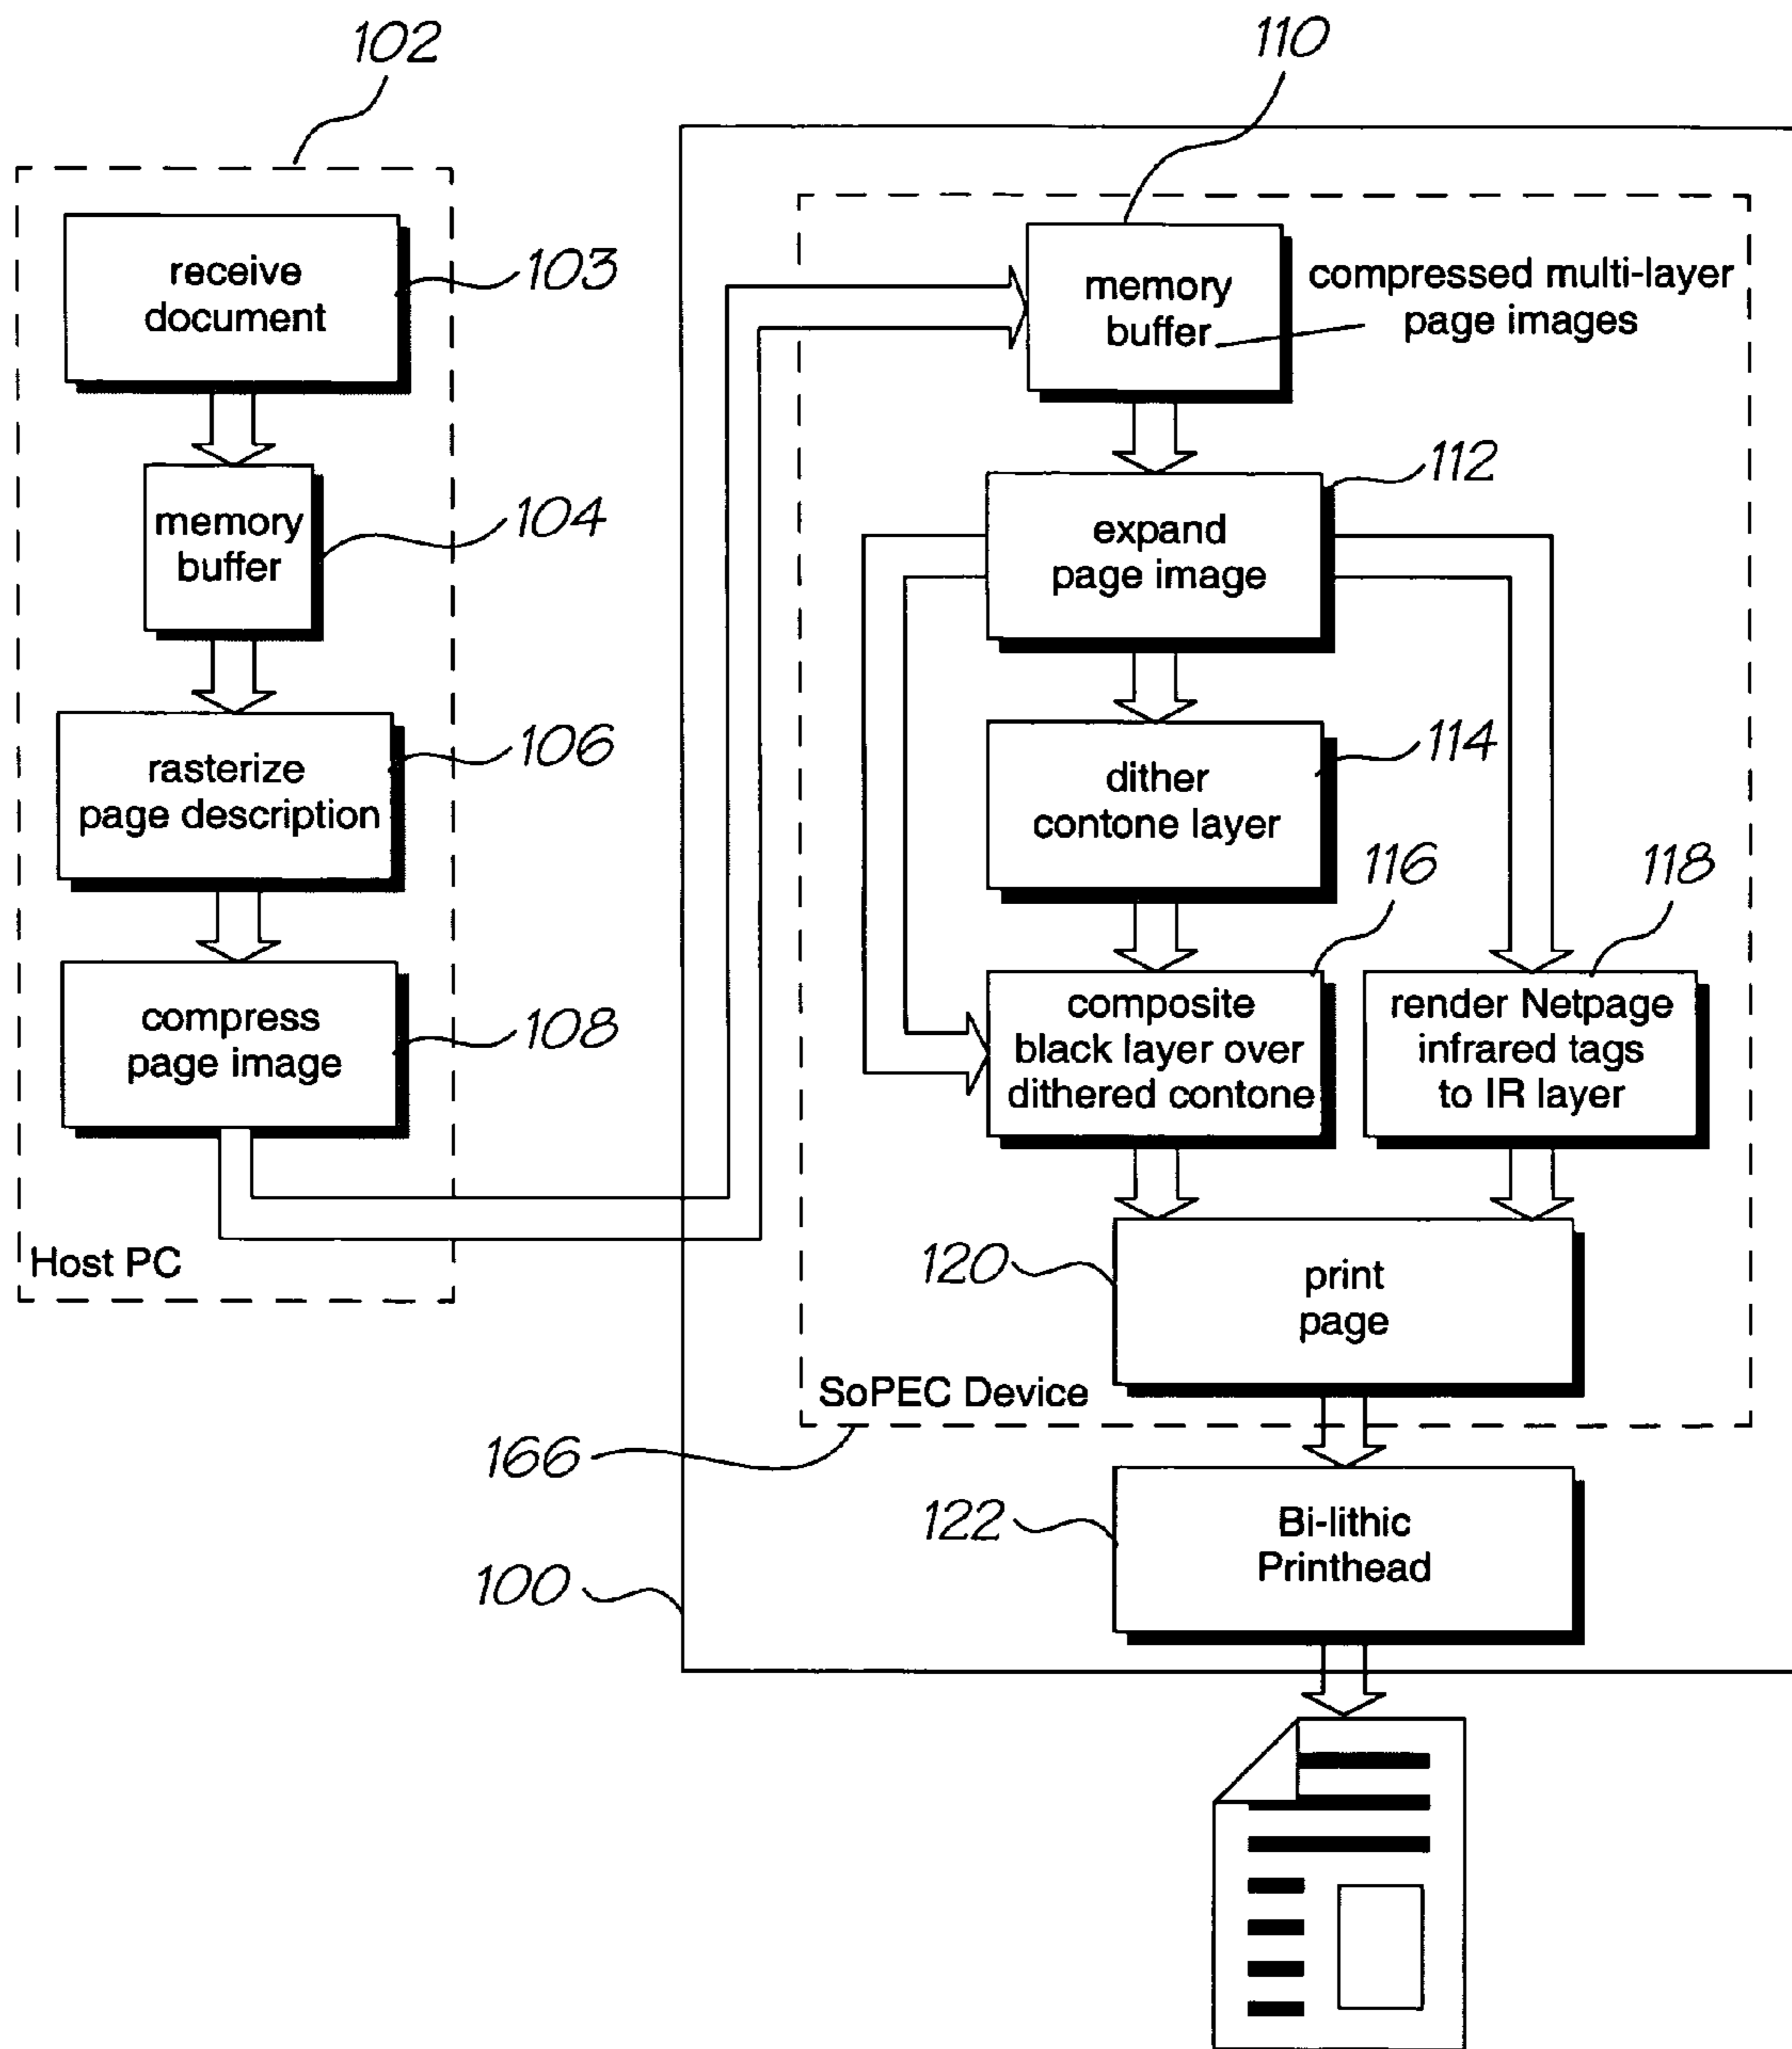 102
110
receive
document
103
memory
buffer
compressed multi-layer
page images
memory
buffer
104
expand
page image
112
rasterize
page description
106
dither
contone layer
114
116
118
compress
page image
108
composite
black layer over
dithered contone
render Netpage
infrared tags
to IR layer
Host PC
120
print
page
SoPEC Device
166
122
Bi-lithic
Printhead
100